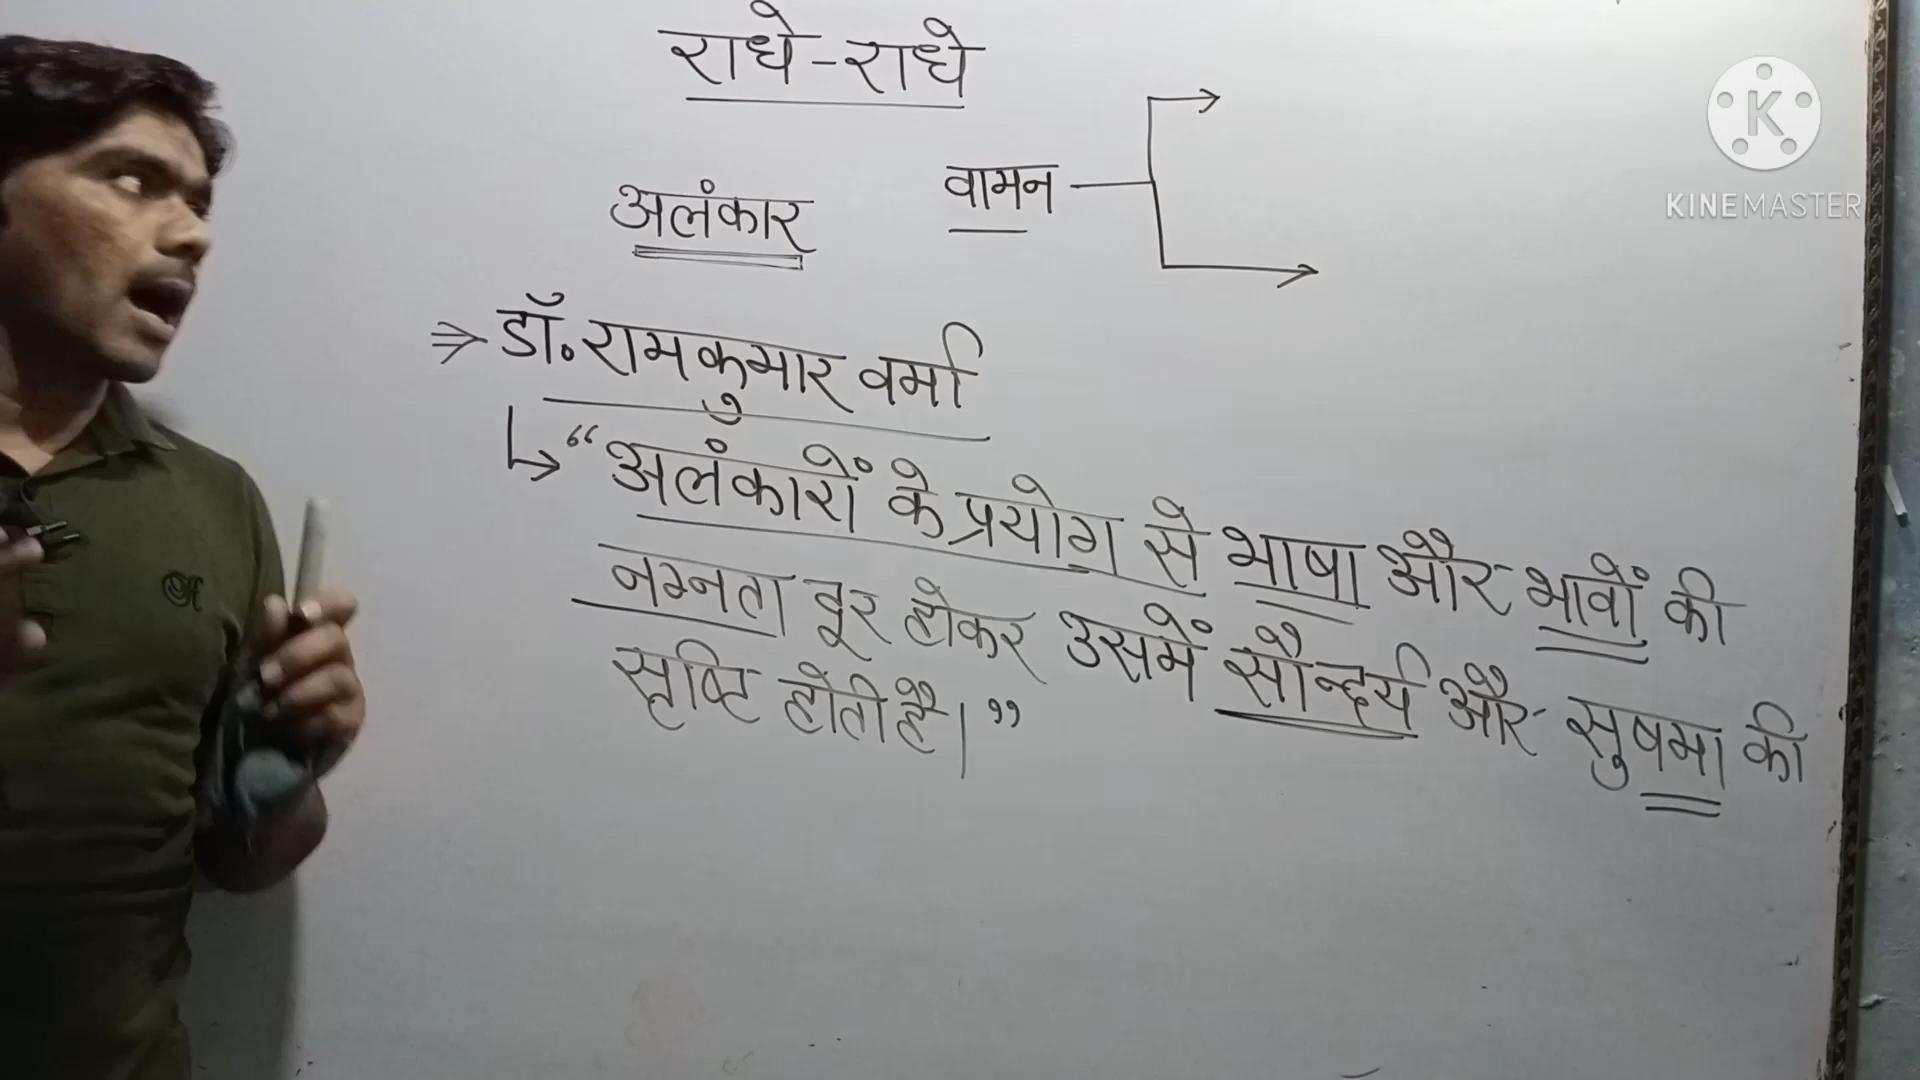 राधे-राधे
अलंकार
वामन
⇒ डॉ. रामकुमार वर्मा
↳ “अलंकारों के प्रयोग से भाषा और भावों की
नग्नता दूर होकर उसमें सौन्दर्य और सुषमा की
सृष्टि होती है।”
K
KINEMASTER